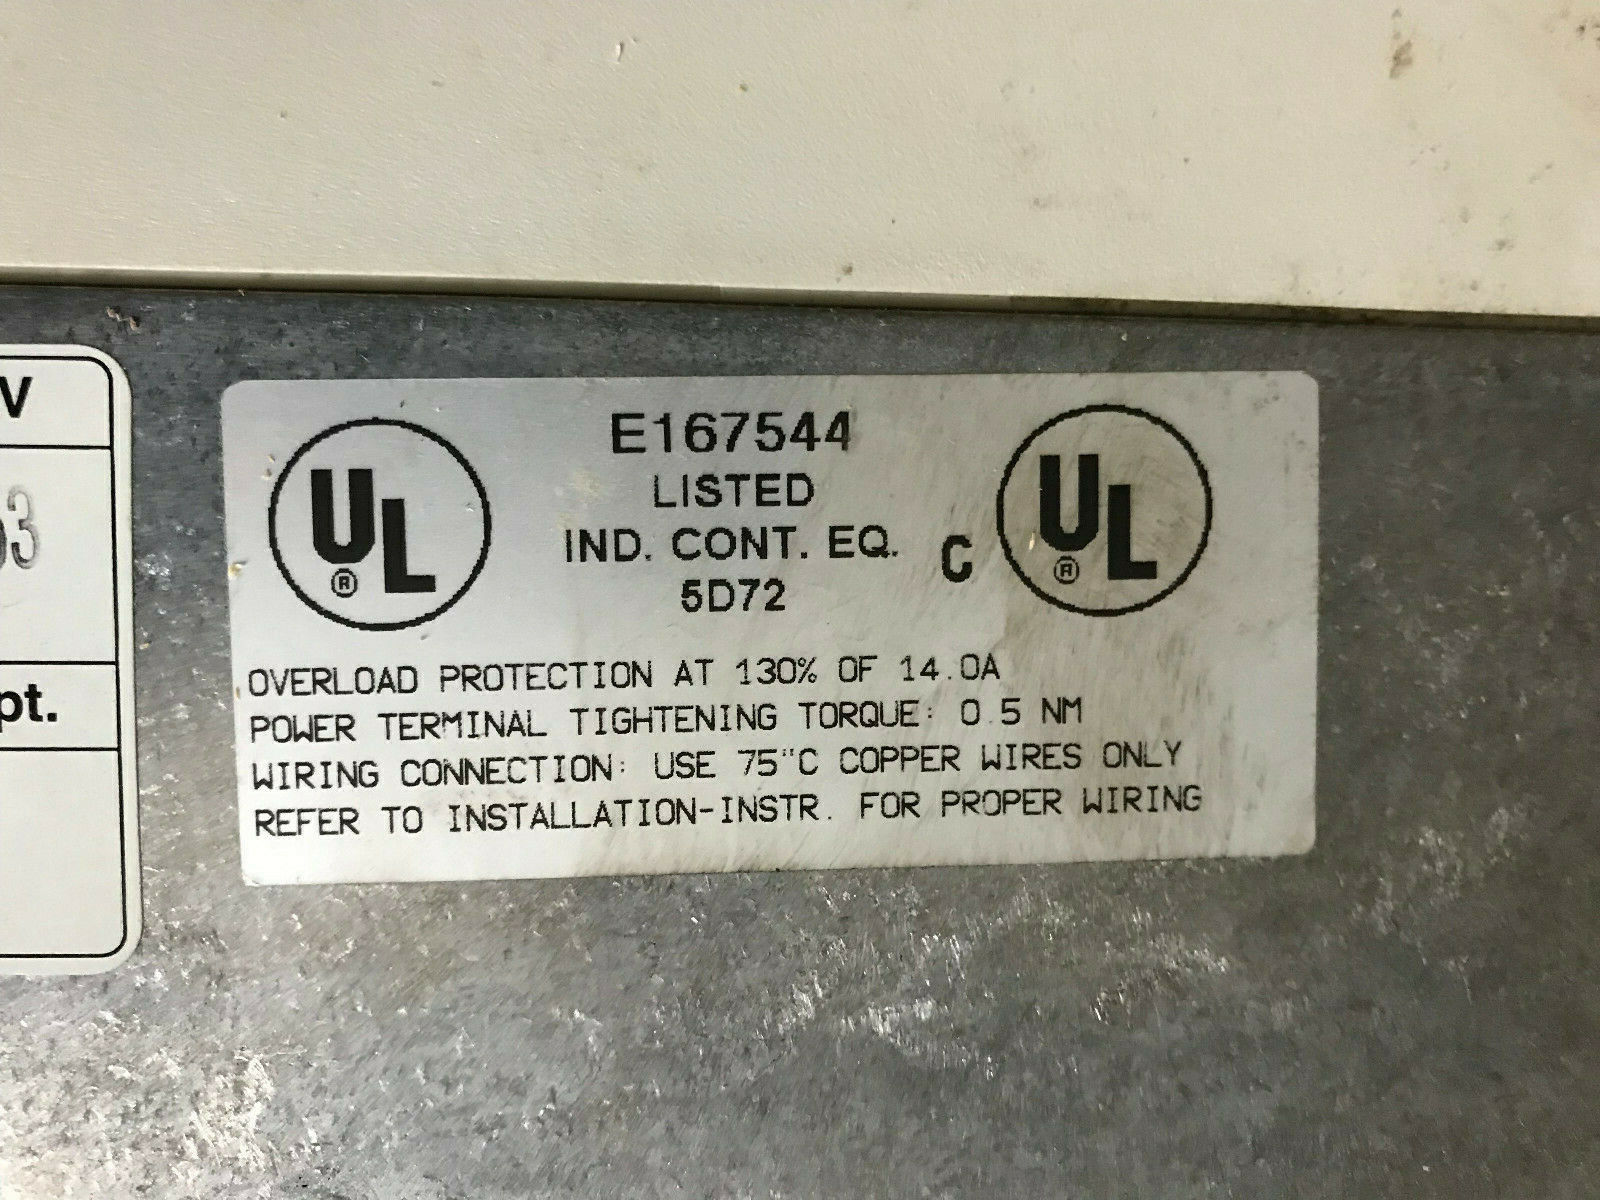 V
3
pt.
UL
®
E167544
LISTED
IND. CONT. EQ.
5D72
C UL
®
OVERLOAD PROTECTION AT 130% OF 14.0A
POWER TERMINAL TIGHTENING TORQUE: 0.5 NM
WIRING CONNECTION: USE 75"C COPPER WIRES ONLY
REFER TO INSTALLATION-INSTR. FOR PROPER WIRING